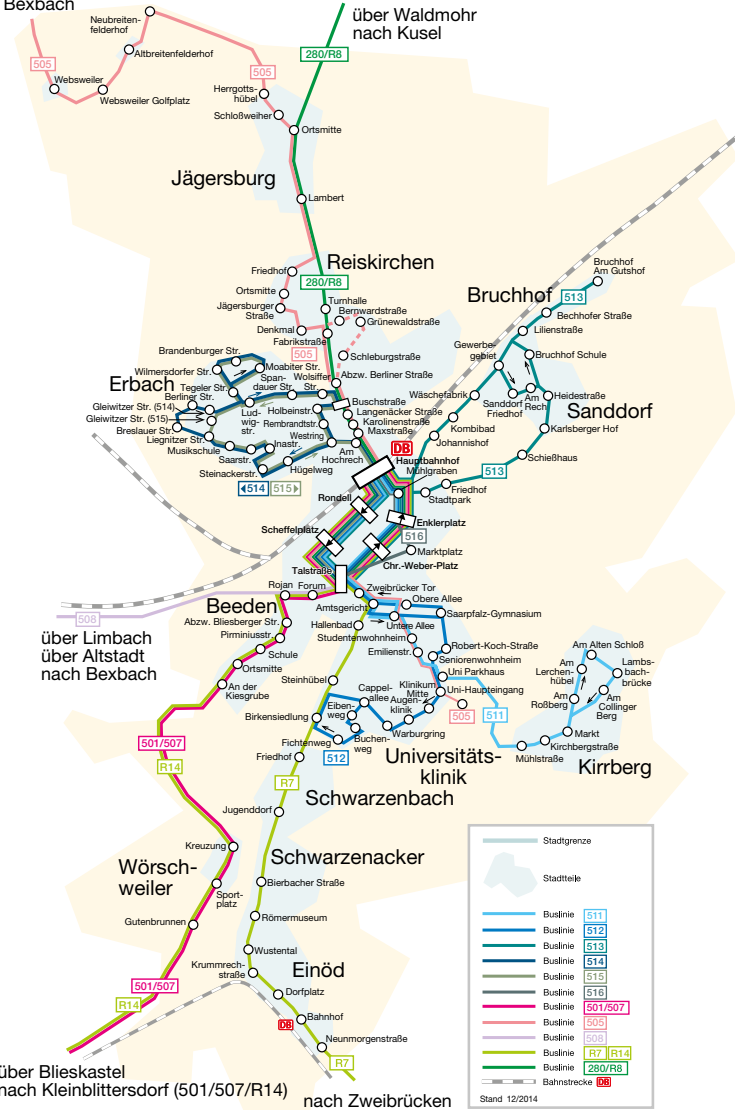 Bexbach
über Waldmohr
nach Kusel
Neubreiten-
felderhof
Altbreitenfelderhof
505
280/R8
505
Websweiler
Websweiler Golfplatz
Herrgotts-
hübel
Schloßweiher
Ortsmitte
Jägersburg
Lambert
Reiskirchen
Friedhof
280/R8
Ortsmitte
Jägersburger
Straße
Turnhalle
Bernwardstraße
Grünewaldstraße
Denkmal
Fabrikstraße
505
Schleburgstraße
Abzw. Berliner Straße
Bruchhof
Bruchhof
Am Gutshof
513
Bechhofer Straße
Lilienstraße
Gewerbe-
gebiet
Bruchhof Schule
Sanddorf
Friedhof
Am
Rech
Heidestraße
Sanddorf
Karlsberger Hof
Schießhaus
513
Wäschefabrik
Kombibad
Johannishof
Friedhof
Stadtpark
Brandenburger Str.
Wilmersdorfer Str.
Moabiter Str.
Span-
dauer Str.
Wolsiffer
Str.
Erbach
Tegeler Str.
Berliner Str.
Gleiwitzer Str. (514)
Gleiwitzer Str. (515)
Breslauer Str.
Liegnitzer Str.
Musikschule
Saarstr.
Steinackerstr.
Lud-
wig-
str.
Holbeinstr.
Rembrandtstr.
Westring
Inastr.
Hügelweg
Am
Hochrech
514
515
Buschstraße
Langenäcker Straße
Karolinenstraße
Maxstraße
DB
Hauptbahnhof
Mühlgraben
Rondell
Enklerplatz
516
Scheffelplatz
Marktplatz
Chr.-Weber-Platz
Talstraße
Rojan
Forum
Zweibrücker Tor
Obere Allee
Amtsgericht
Saarpfalz-Gymnasium
Hallenbad
Untere Allee
Studentenwohnheim
Emilienstr.
Robert-Koch-Straße
Seniorenwohnheim
Uni Parkhaus
Klinikum
Mitte
Uni-Haupteingang
505
511
508
Beeden
über Limbach
über Altstadt
nach Bexbach
Abzw. Bliesberger Str.
Pirminiusstr.
Schule
Ortsmitte
An der
Kiesgrube
Steinhübel
Birkensiedlung
Cappel-
allee
Eiben-
weg
Augen-
klinik
Warburgring
Buchen-
weg
Fichtenweg
512
Friedhof
Universitäts-
klinik
Am Alten Schloß
Am
Lerchen-
hübel
Lambs-
bach-
brücke
Am
Roßberg
Am
Collinger
Berg
Markt
Kirchbergstraße
Mühlstraße
Kirrberg
501/507
R14
R7
Schwarzenbach
Jugenddorf
Kreuzung
Schwarzenacker
Wörsch-
weiler
Sport-
platz
Bierbacher Straße
Gutenbrunnen
Römermuseum
Wustental
Krummrech-
straße
Einöd
Dorfplatz
DB
Bahnhof
Neunmorgenstraße
R7
501/507
R14
über Blieskastel
nach Kleinblittersdorf (501/507/R14)
nach Zweibrücken
Stadtgrenze
Stadtteile
Buslinie 511
Buslinie 512
Buslinie 513
Buslinie 514
Buslinie 515
Buslinie 516
Buslinie 501/507
Buslinie 505
Buslinie 508
Buslinie R7 R14
Buslinie 280/R8
Bahnstrecke DB
Stand 12/2014